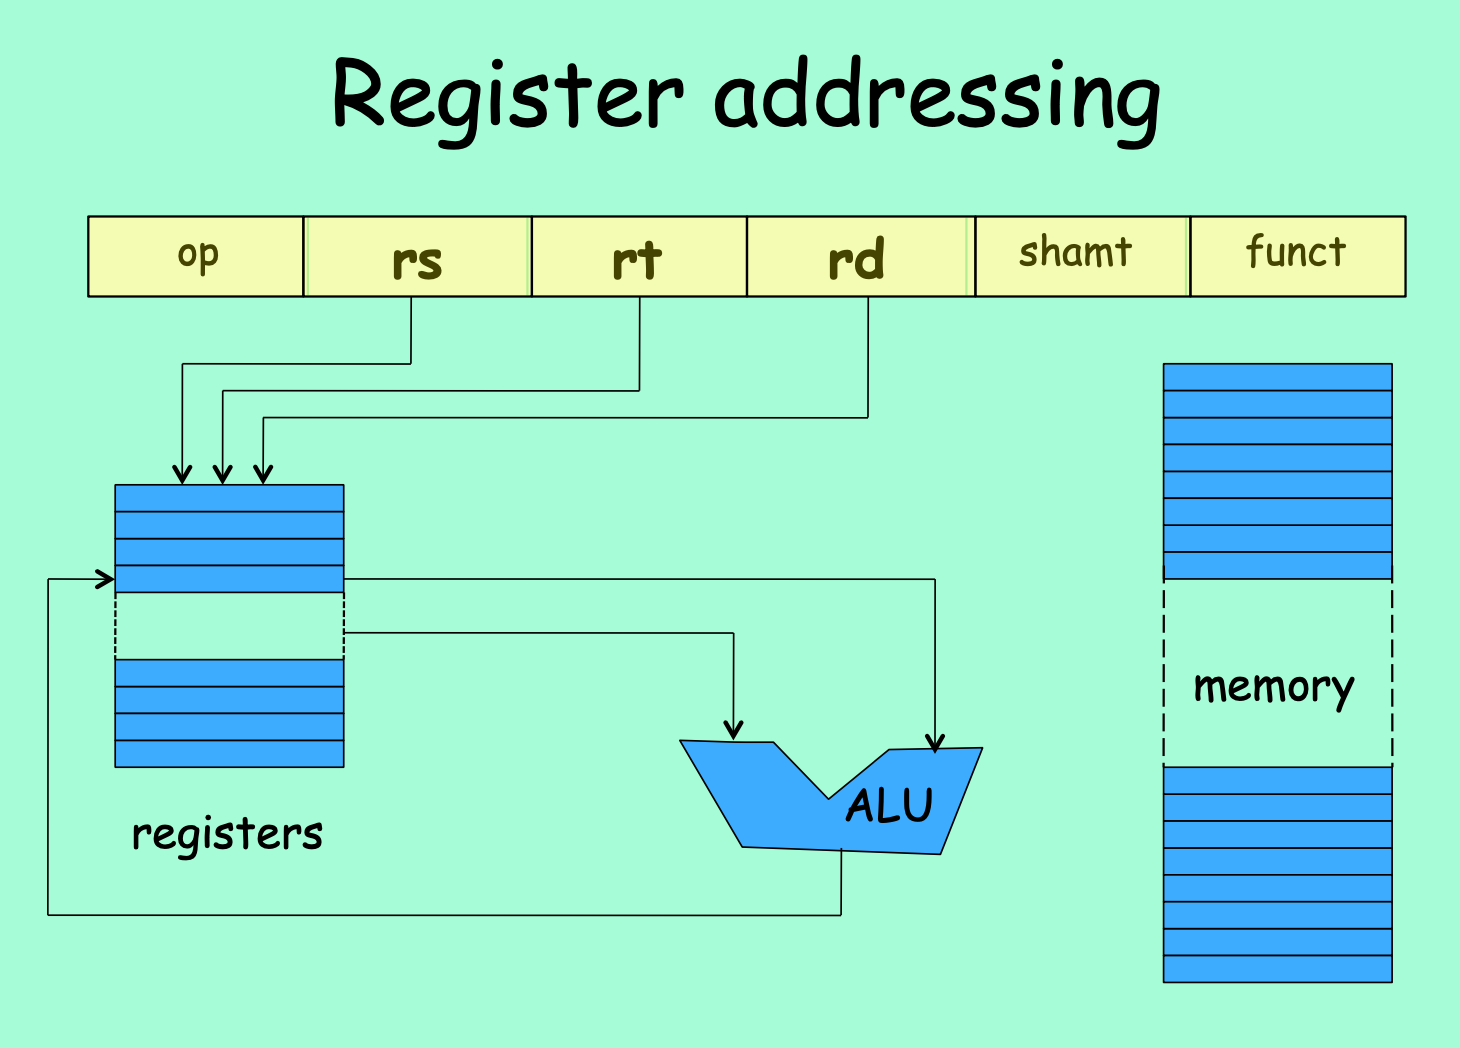 Register addressing
op rs rt rd shamt funct
memory
ALU
registers